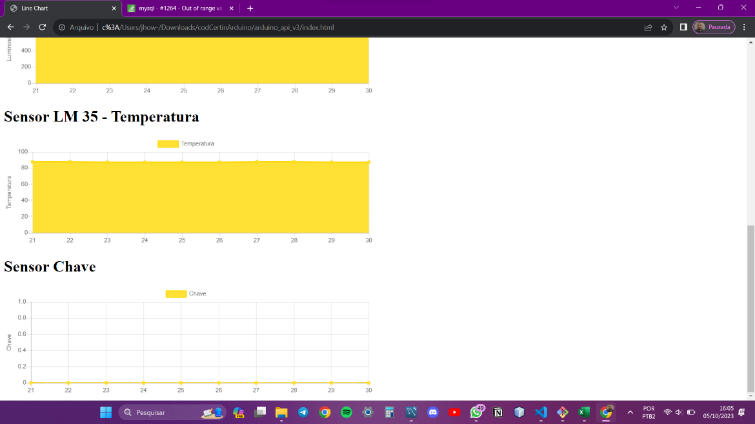 Line Chart
mysql - #1264 - Out of range va
Arquivo
c%3A/Users/jhow-/Downloads/codCertinArduino/arduino_api_v3/index.html
Pausada
400
200
0
21 22 23 24 25 26 27 28 29 30
Sensor LM 35 - Temperatura
Temperatura
100
80
60
40
20
0
Temperatura
21 22 23 24 25 26 27 28 29 30
Sensor Chave
Chave
1.0
0.8
0.6
0.4
0.2
0
Chave
21 22 23 24 25 26 27 28 29 30
Pesquisar
POR
PTB2
16:05
05/10/2023